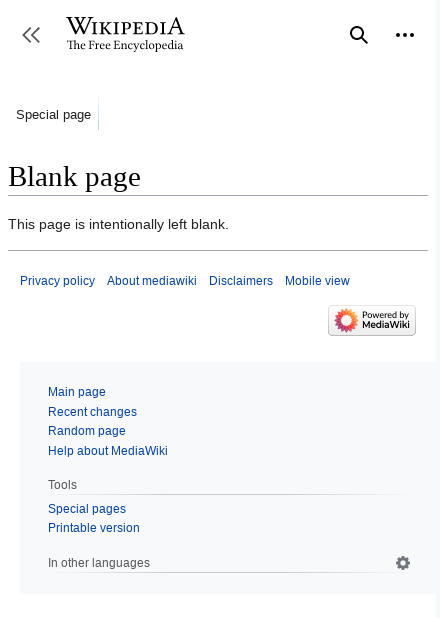 WIKIPEDIA
The Free Encyclopedia
Special page
Blank page
This page is intentionally left blank.
Privacy policy About mediawiki Disclaimers Mobile view
Powered by
MediaWiki
Main page
Recent changes
Random page
Help about MediaWiki
Tools
Special pages
Printable version
In other languages